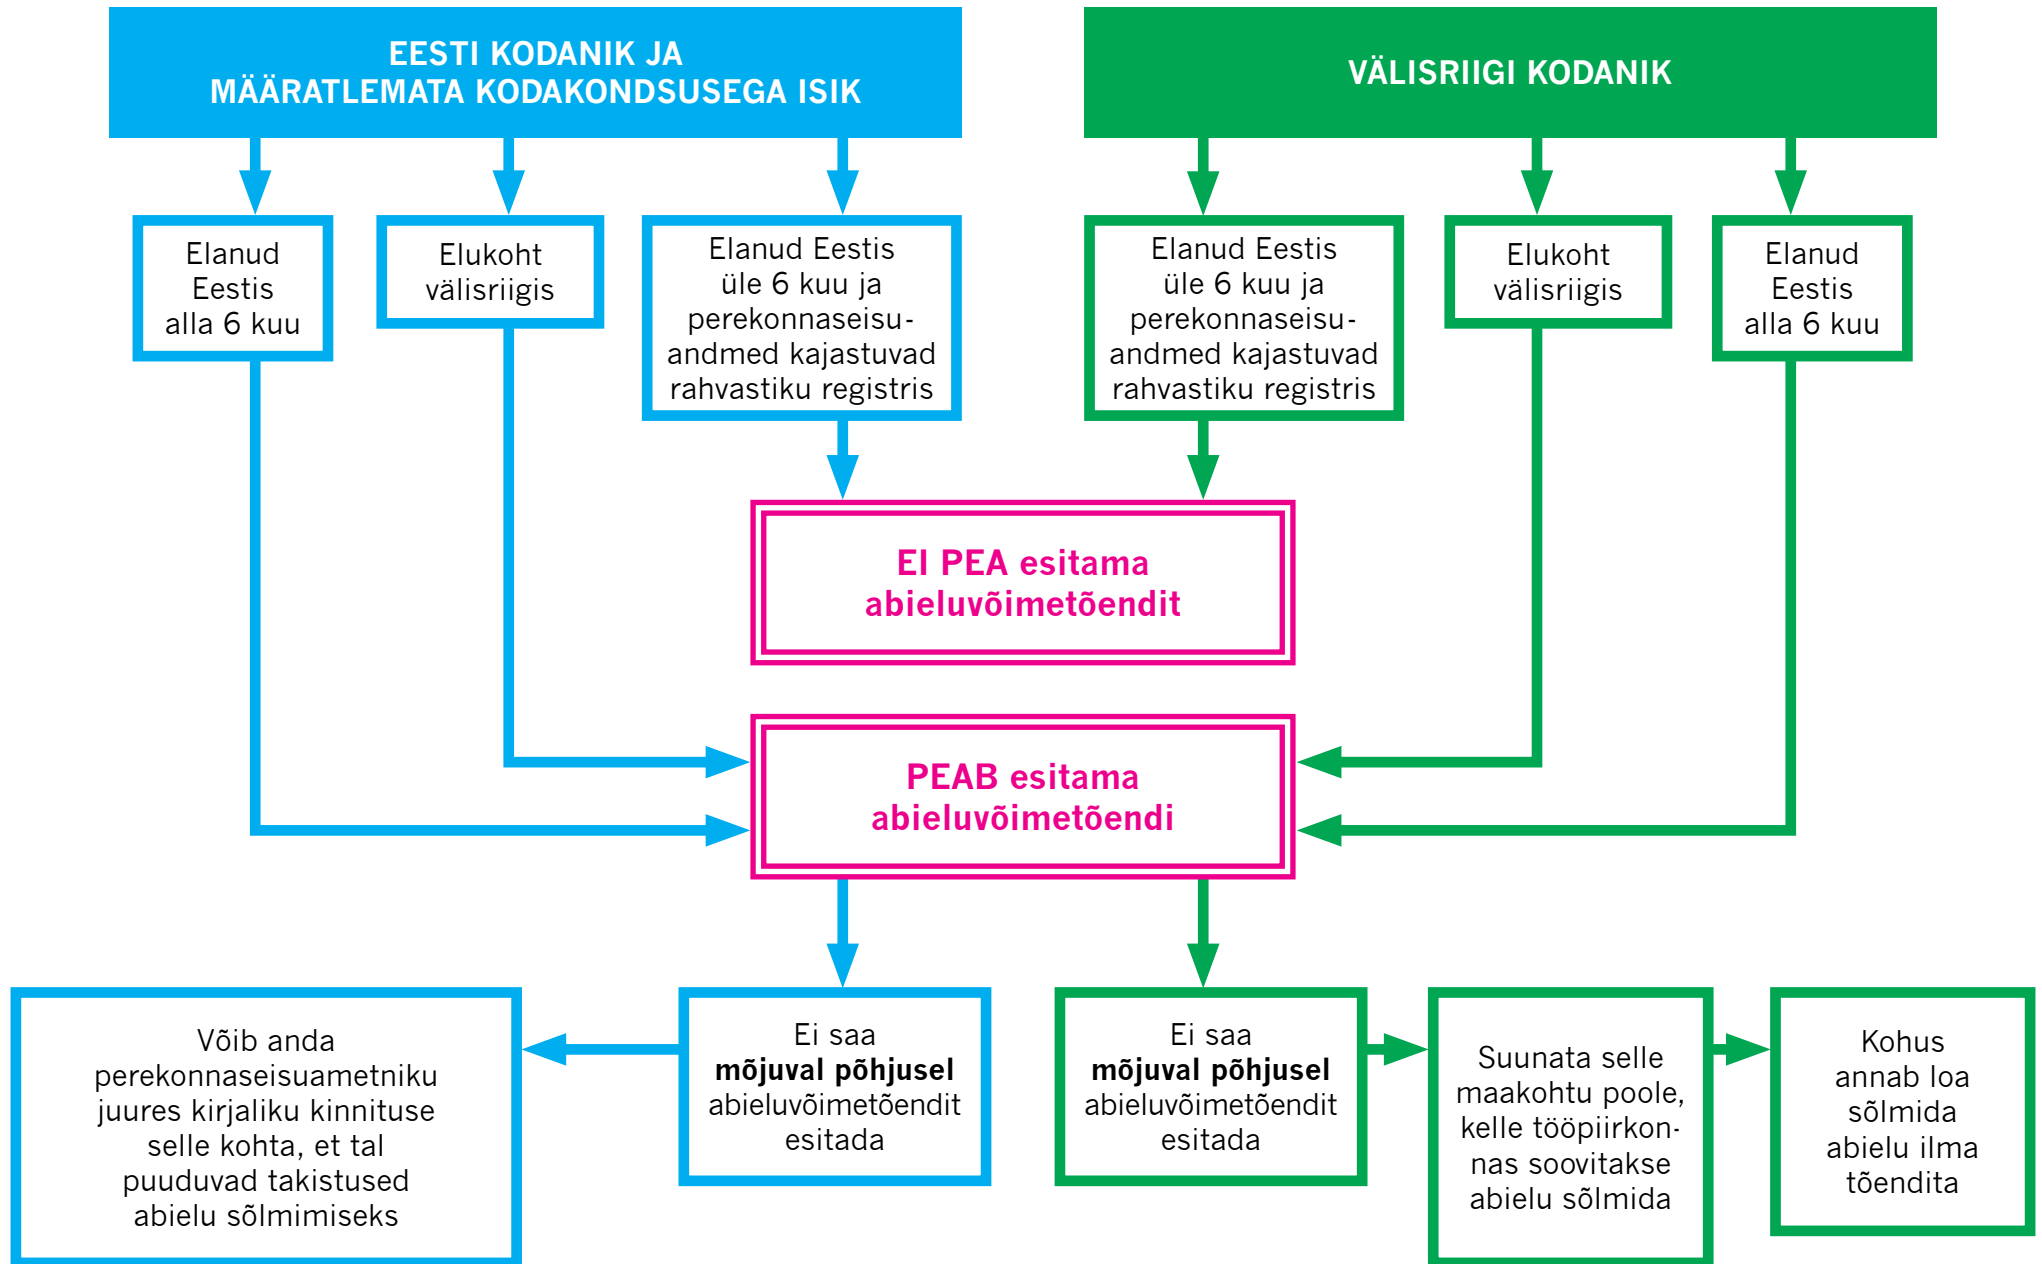 EESTI KODANIK JA
MÄÄRATLEMATA KODAKONDSUSEGA ISIK
VÄLISRIIGI KODANIK
Elanud
Eestis
alla 6 kuu
Elukoht
välisriigis
Elanud Eestis
üle 6 kuu ja
perekonnaseisu-
andmed kajastuvad
rahvastiku registris
Elanud Eestis
üle 6 kuu ja
perekonnaseisu-
andmed kajastuvad
rahvastiku registris
Elukoht
välisriigis
Elanud
Eestis
alla 6 kuu
EI PEA esitama
abieluvõimetõendit
PEAB esitama
abieluvõimetõendi
Võib anda
perekonnaseisuametniku
juures kirjaliku kinnituse
selle kohta, et tal
puuduvad takistused
abielu sõlmimiseks
Ei saa
mõjuval põhjusel
abieluvõimetõendit
esitada
Ei saa
mõjuval põhjusel
abieluvõimetõendit
esitada
Suunata selle
maakohtu poole,
kelle tööpiirkon-
nas soovitakse
abielu sõlmida
Kohus
annab loa
sõlmida
abielu ilma
tõendita